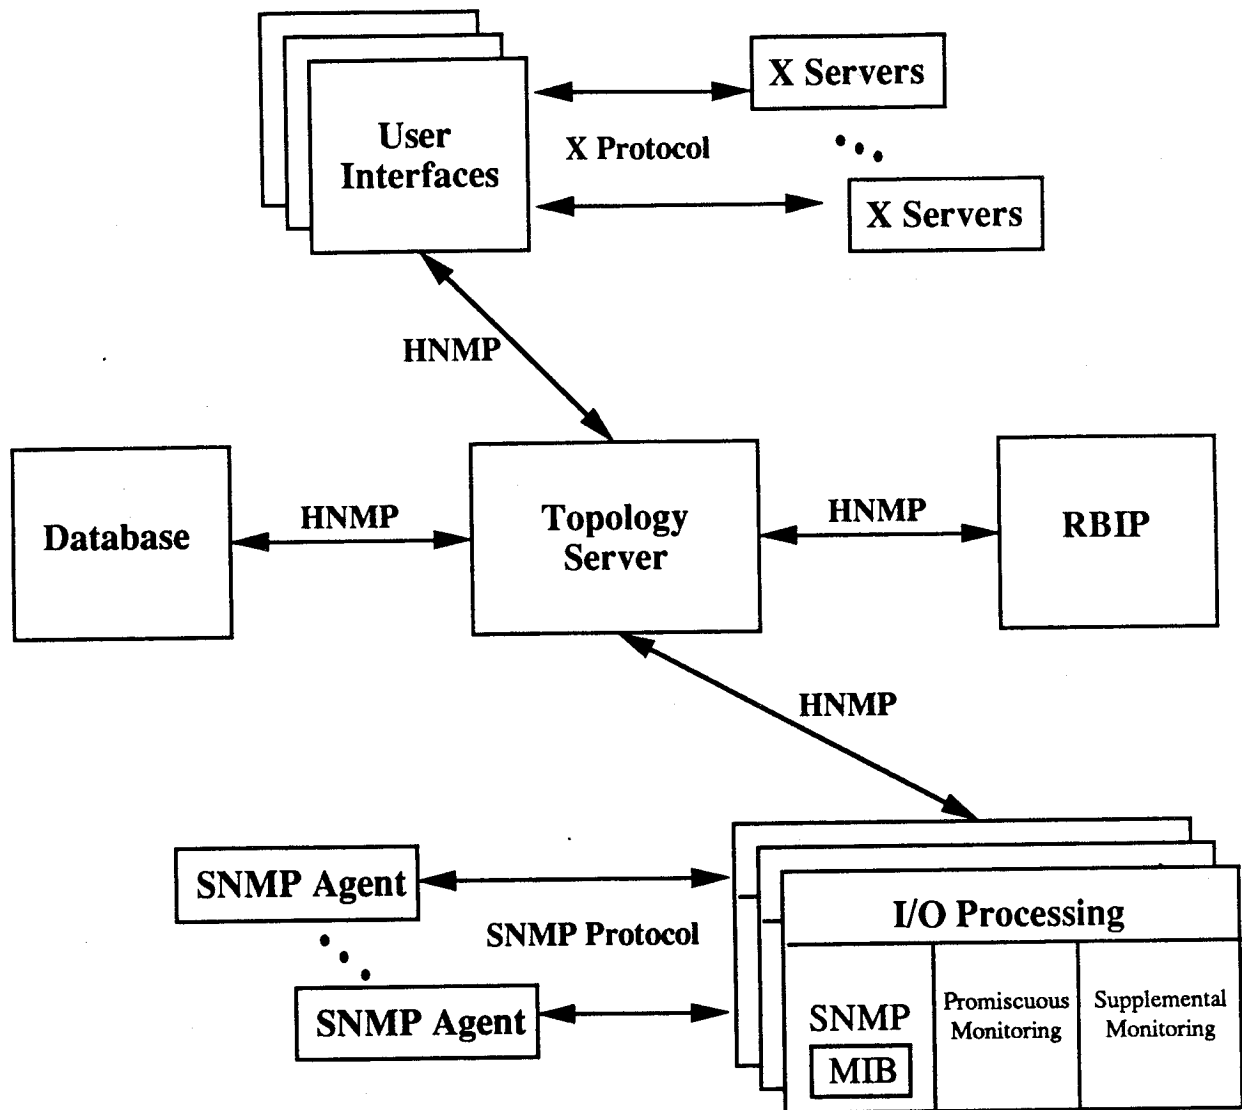 X Servers
User
Interfaces
X Protocol
X Servers
HNMP
Database
HNMP
Topology
Server
HNMP
RBIP
HNMP
SNMP Agent
SNMP Protocol
SNMP Agent
I/O Processing
SNMP
MIB
Promiscuous
Monitoring
Supplemental
Monitoring